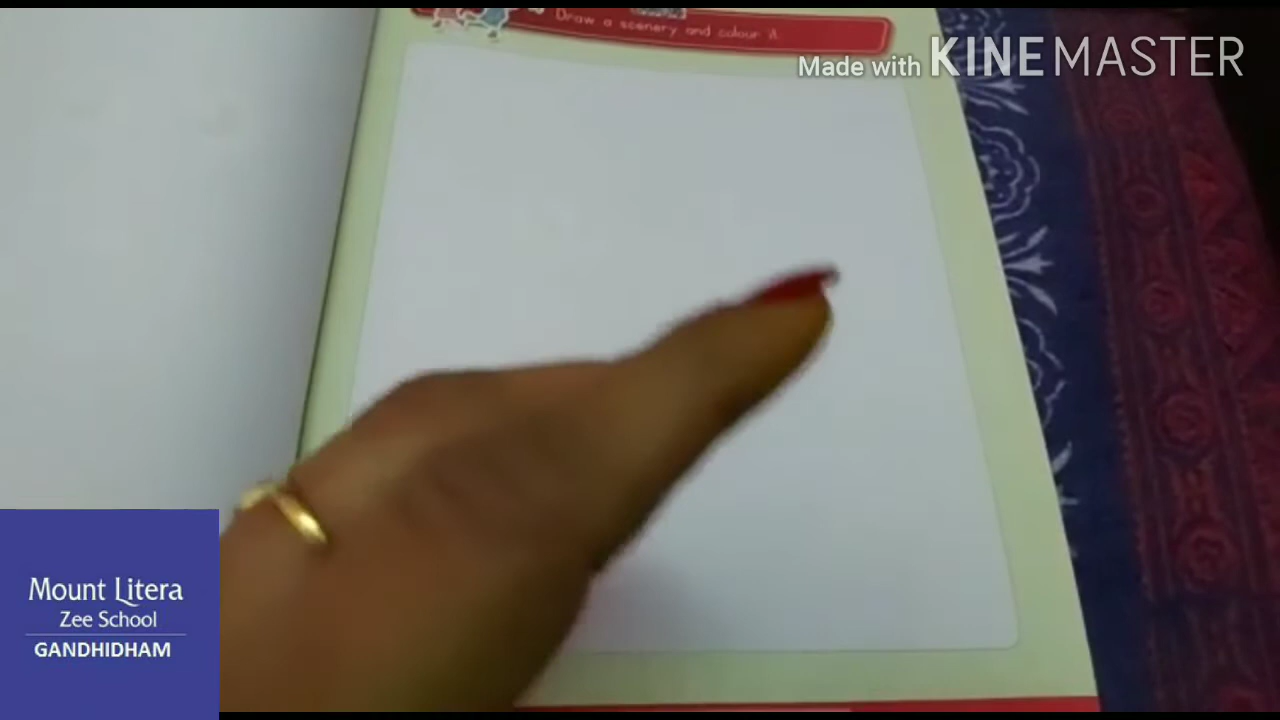 Draw a scenery and colour it.
Made with KINEMASTER
Mount Litera
Zee School
GANDHIDHAM